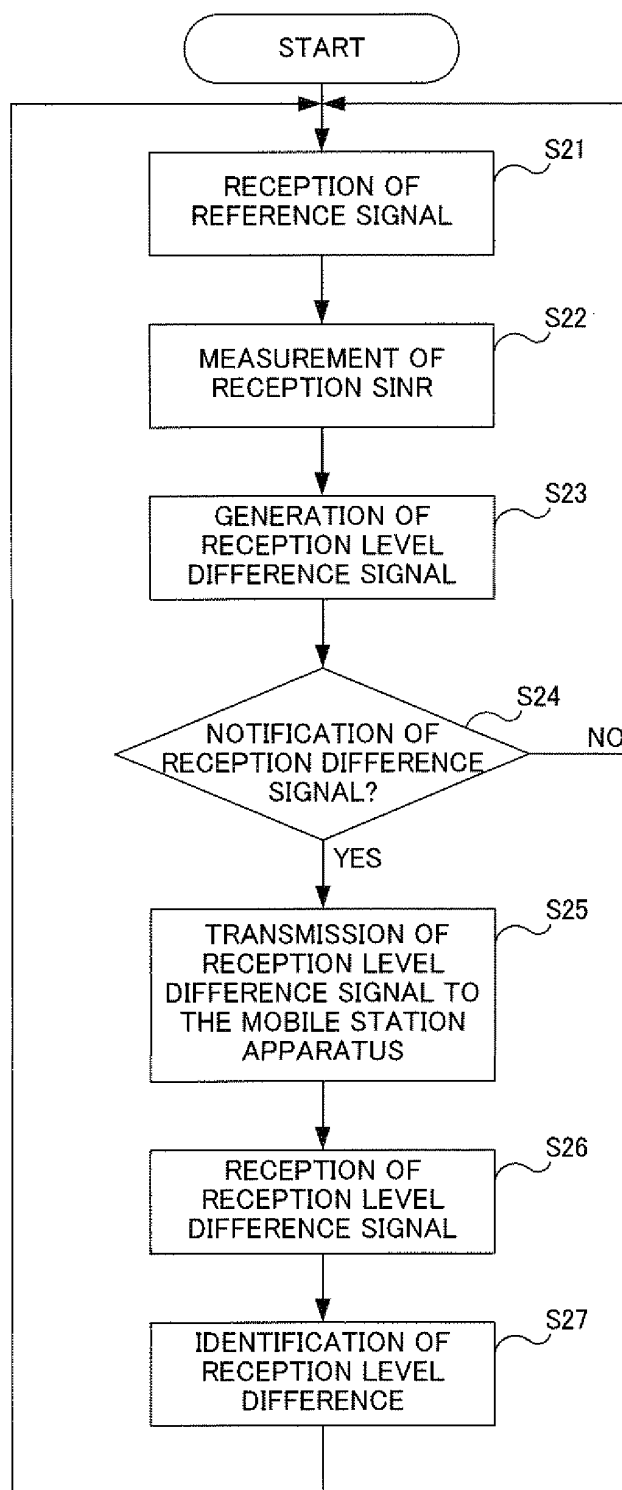 START
S21
RECEPTION OF
REFERENCE SIGNAL
S22
MEASUREMENT OF
RECEPTION SINR
S23
GENERATION OF
RECEPTION LEVEL
DIFFERENCE SIGNAL
S24
NOTIFICATION OF
RECEPTION DIFFERENCE
SIGNAL?
NO
YES
S25
TRANSMISSION OF
RECEPTION LEVEL
DIFFERENCE SIGNAL TO
THE MOBILE STATION
APPARATUS
S26
RECEPTION OF
RECEPTION LEVEL
DIFFERENCE SIGNAL
S27
IDENTIFICATION OF
RECEPTION LEVEL
DIFFERENCE